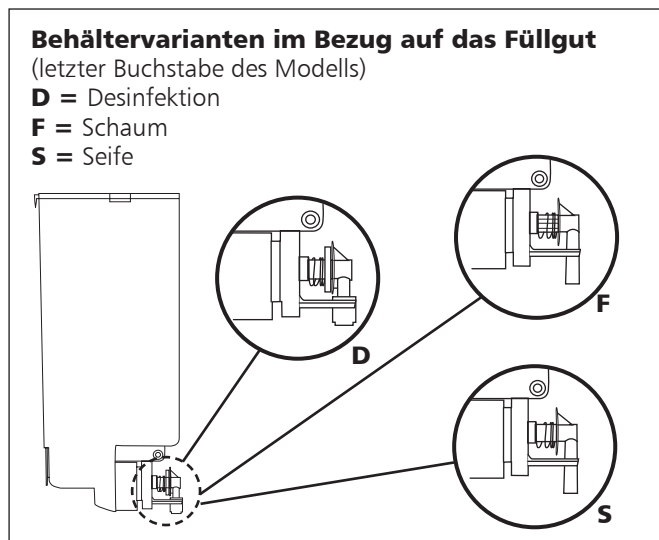 Behältervarianten im Bezug auf das Füllgut
(letzter Buchstabe des Modells)
D = Desinfektion
F = Schaum
S = Seife
D
F
S